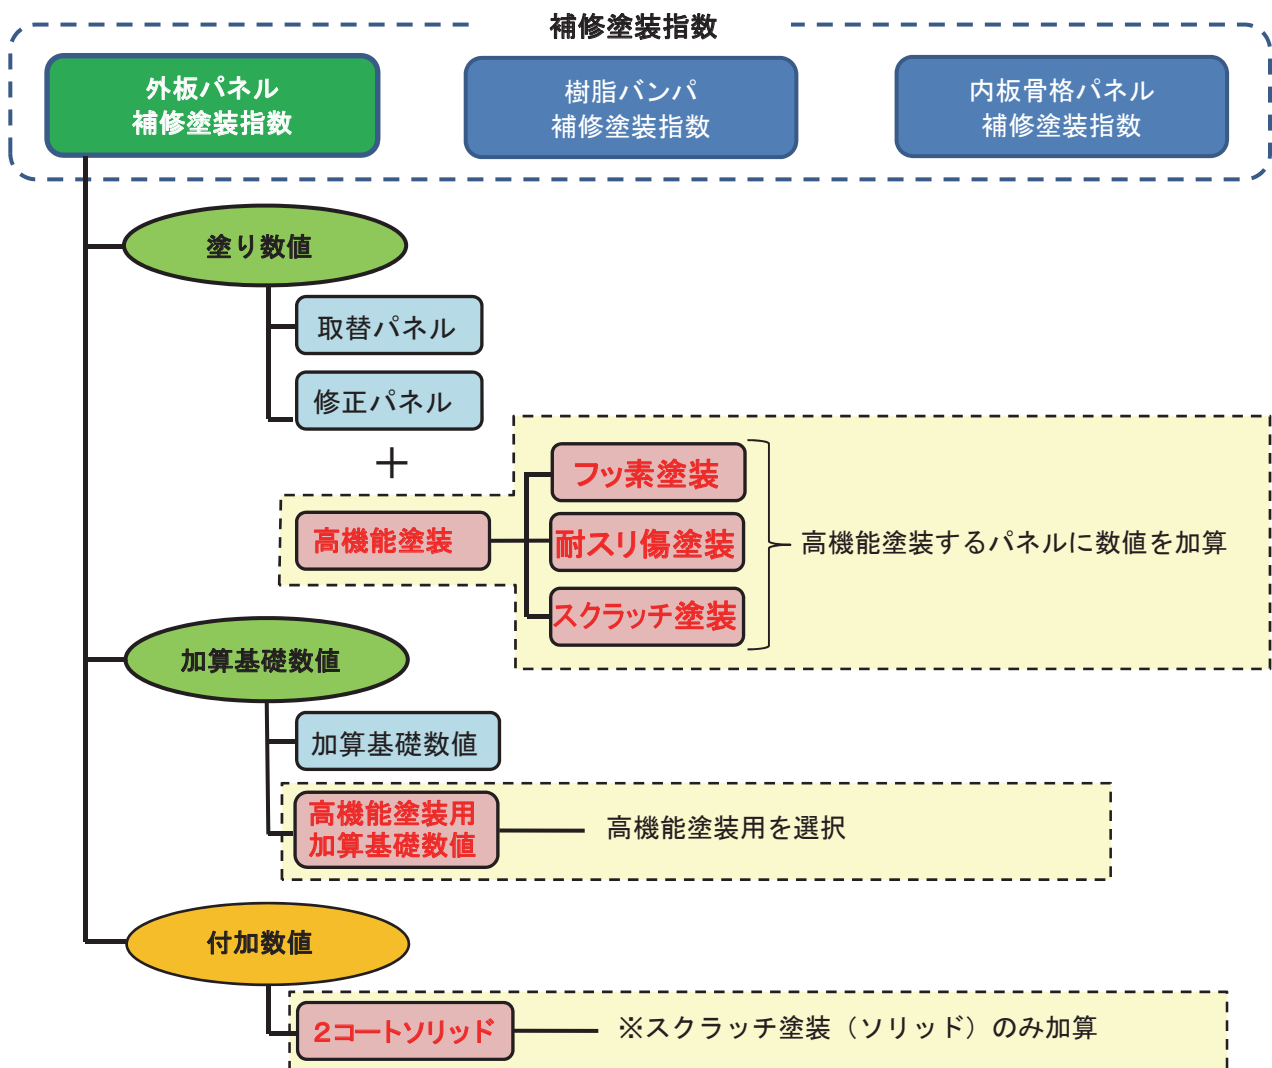 補修塗装指数
外板パネル
補修塗装指数
樹脂バンパ
補修塗装指数
内板骨格パネル
補修塗装指数
塗り数値
取替パネル
修正パネル
＋
高機能塗装
フッ素塗装
耐スリ傷塗装
スクラッチ塗装
高機能塗装するパネルに数値を加算
加算基礎数値
加算基礎数値
高機能塗装用
加算基礎数値
高機能塗装用を選択
付加数値
２コートソリッド
※スクラッチ塗装（ソリッド）のみ加算